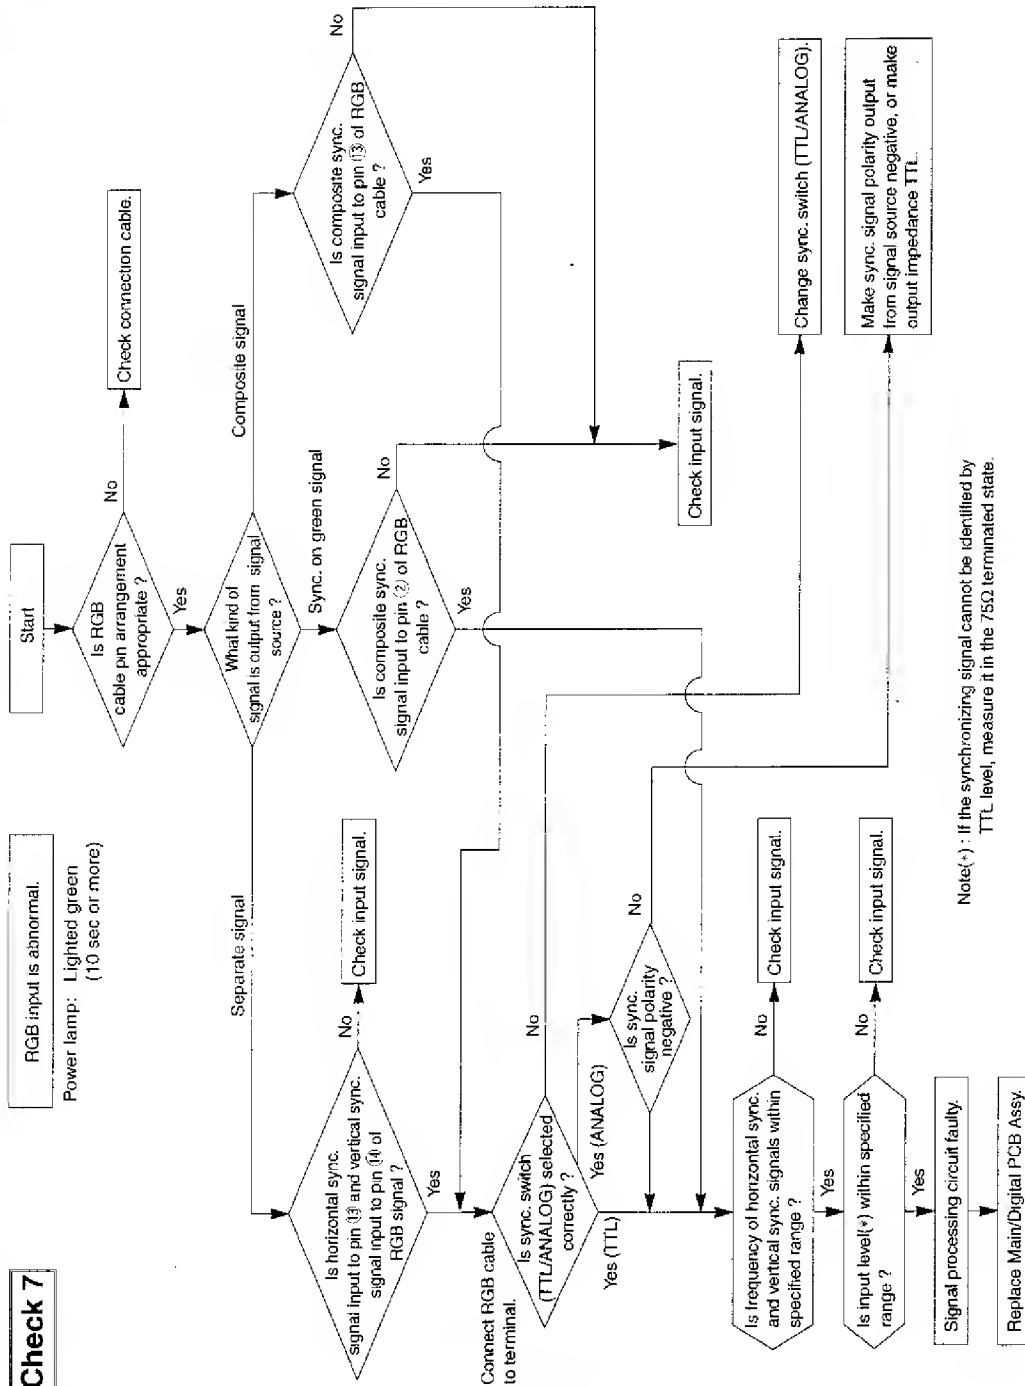 Check 7
RGB input is abnormal.
Power lamp: Lighted green
(10 sec or more)
Start
Is RGB
cable pin arrangement
appropriate ?
No
Check connection cable.
Yes
What kind of
signal is output from signal
source ?
Separate signal
Sync. on green signal
Composite signal
Is horizontal sync.
signal input to pin ⑬ and vertical sync.
signal input to pin ⑭ of
RGB signal ?
No
Check input signal.
Yes
Is composite sync.
signal input to pin ② of RGB
cable ?
No
Yes
Is composite sync.
signal input to pin ⑬ of RGB
cable ?
No
Yes
Check input signal.
Connect RGB cable
to terminal.
Is sync. switch
(TTL/ANALOG) selected
correctly ?
No
Change sync. switch (TTL/ANALOG).
Yes (ANALOG)
Yes (TTL)
Is sync.
signal polarity
negative ?
No
Make sync. signal polarity output
from signal source negative, or make
output impedance TTL.
Is frequency of horizontal sync.
and vertical sync. signals within
specified range ?
No
Check input signal.
Yes
Is input level(*) within specified
range ?
No
Check input signal.
Yes
Signal processing circuit faulty.
Replace Main/Digital PCB Assy.
Note(*) : If the synchronizing signal cannot be identified by
TTL level, measure it in the 75Ω terminated state.